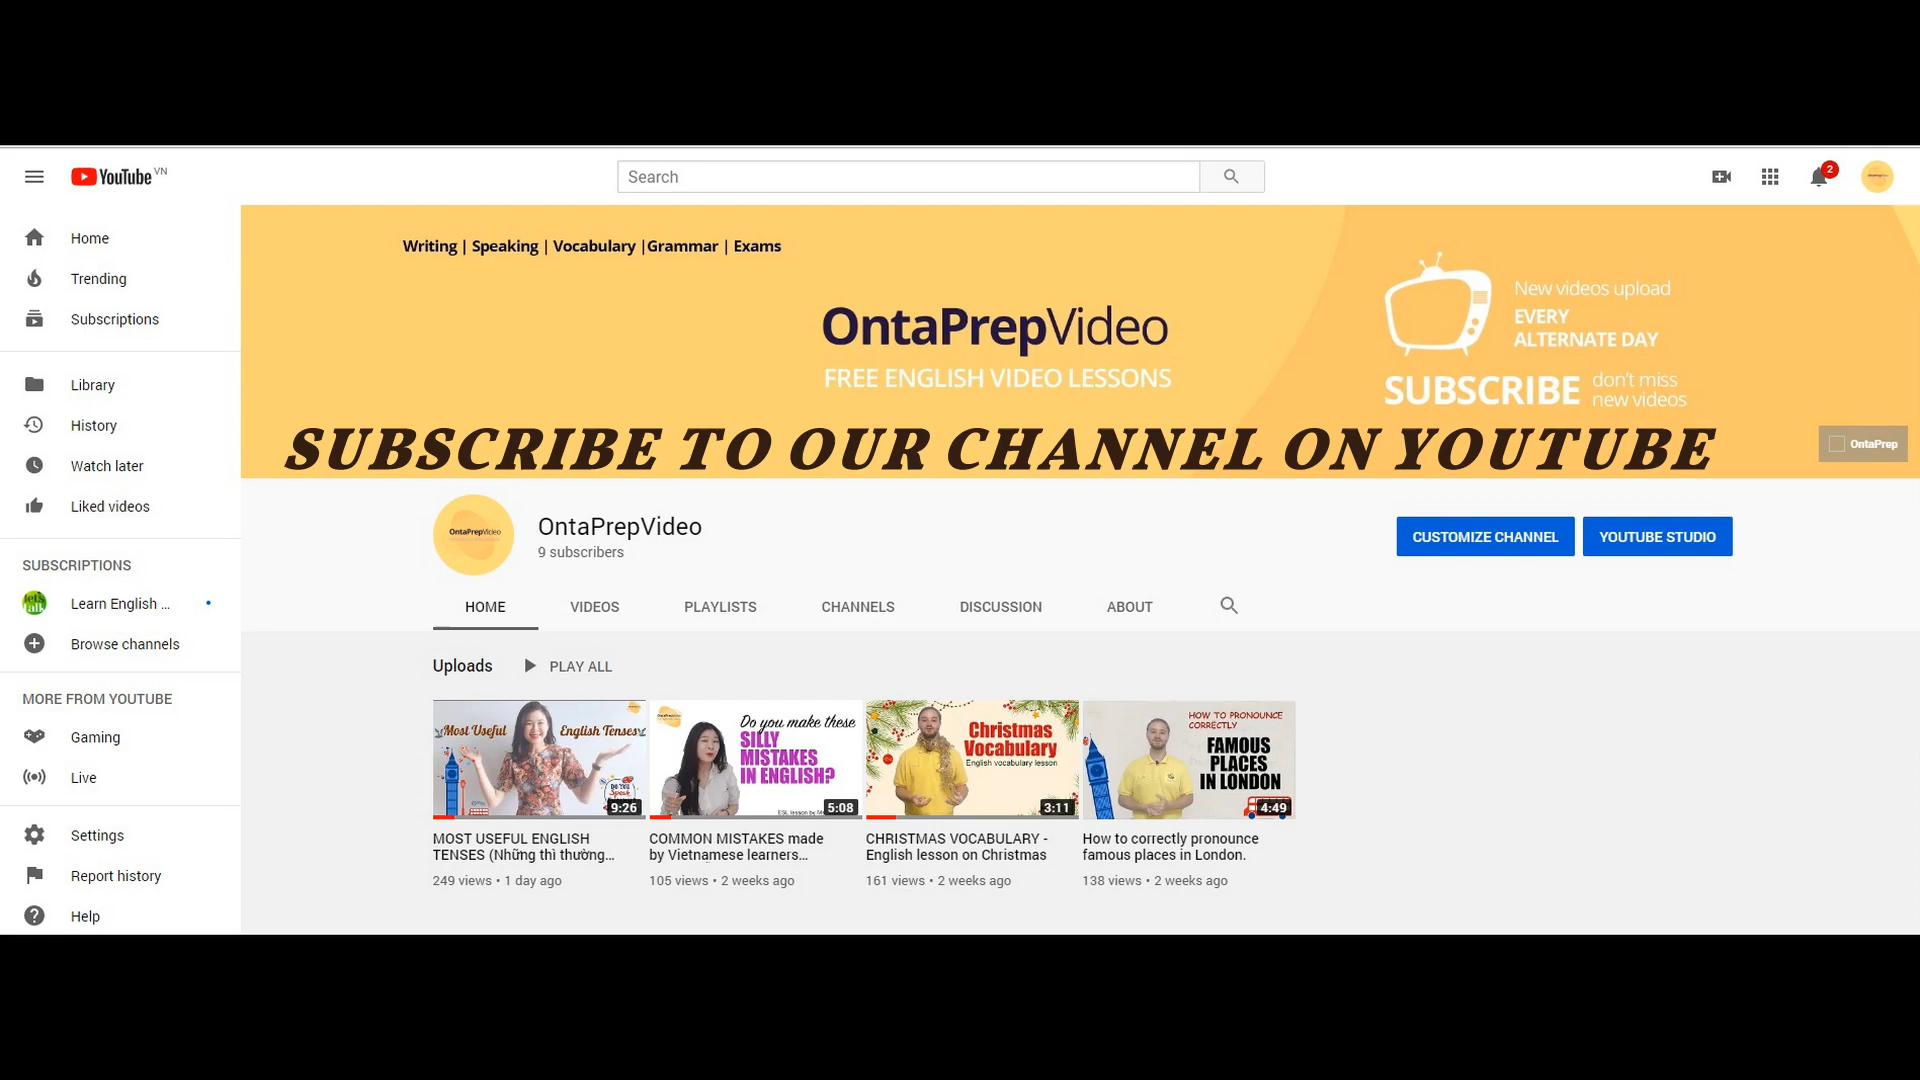 YouTube VN
Search
2
Home
Trending
Subscriptions
Library
History
Watch later
Liked videos
SUBSCRIPTIONS
Learn English ...
Browse channels
MORE FROM YOUTUBE
Gaming
Live
Settings
Report history
Help
Writing | Speaking | Vocabulary |Grammar | Exams
OntaPrepVideo
FREE ENGLISH VIDEO LESSONS
New videos upload
EVERY
ALTERNATE DAY
SUBSCRIBE don't miss
new videos
SUBSCRIBE TO OUR CHANNEL ON YOUTUBE
OntaPrep
OntaPrepVideo
OntaPrepVideo
9 subscribers
CUSTOMIZE CHANNEL
YOUTUBE STUDIO
HOME
VIDEOS
PLAYLISTS
CHANNELS
DISCUSSION
ABOUT
Uploads
PLAY ALL
Most Useful English Tenses
DO YOU
Speak
9:26
MOST USEFUL ENGLISH
TENSES (Những thì thường...
249 views • 1 day ago
Do you make these
SILLY
MISTAKES
IN ENGLISH?
ESL lesson by
5:08
COMMON MISTAKES made
by Vietnamese learners...
105 views • 2 weeks ago
Christmas
Vocabulary
English vocabulary lesson
3:11
CHRISTMAS VOCABULARY -
English lesson on Christmas
161 views • 2 weeks ago
HOW TO PRONOUNCE
CORRECTLY
FAMOUS
PLACES
IN LONDON
4:49
How to correctly pronounce
famous places in London.
138 views • 2 weeks ago